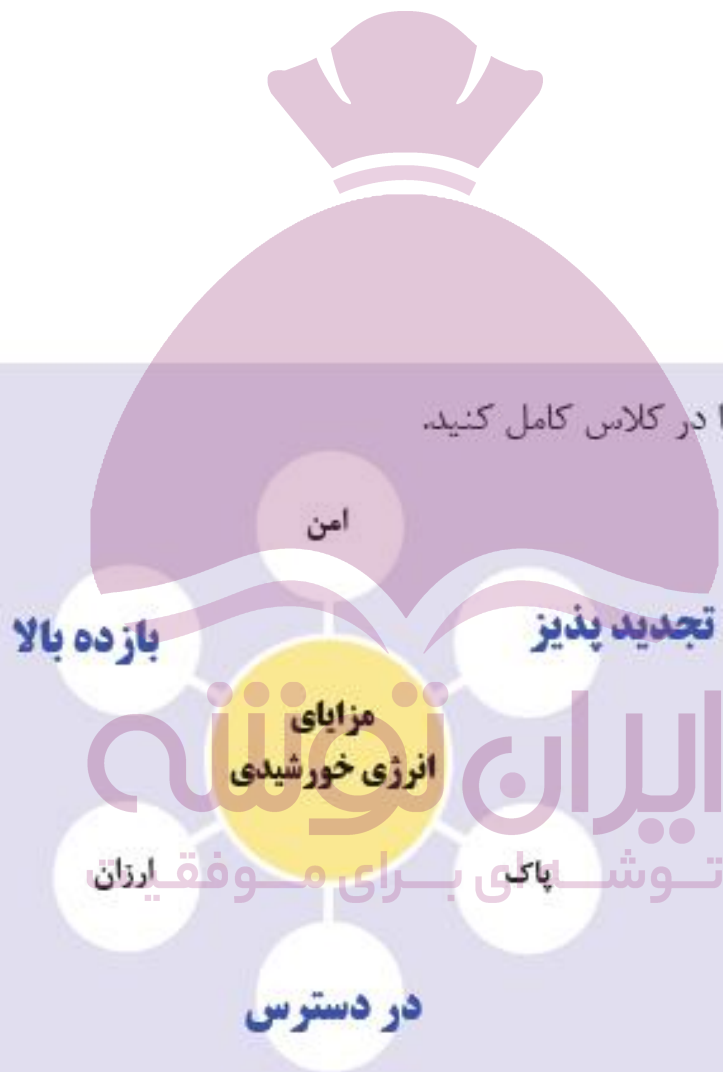 در کلاس کامل کنید.
امن
تجدید پذیز
بازده بالا
مزایای
انرژی خورشیدی
ایران توشه
پاک
ارزان
توشه‌ای برای موفقیت
در دسترس